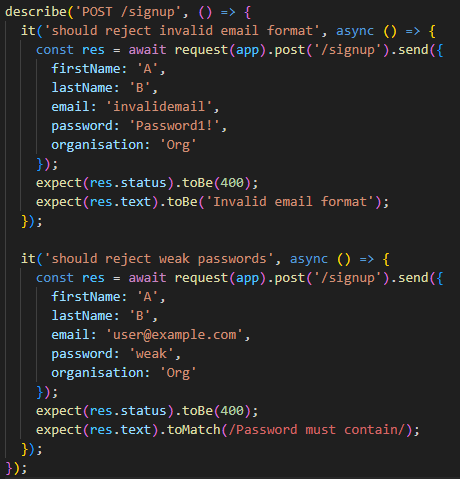 describe('POST /signup', () => {
  it('should reject invalid email format', async () => {
    const res = await request(app).post('/signup').send({
      firstName: 'A',
      lastName: 'B',
      email: 'invalidemail',
      password: 'Password1!',
      organisation: 'Org'
    });
    expect(res.status).toBe(400);
    expect(res.text).toBe('Invalid email format');
  });

  it('should reject weak passwords', async () => {
    const res = await request(app).post('/signup').send({
      firstName: 'A',
      lastName: 'B',
      email: 'user@example.com',
      password: 'weak',
      organisation: 'Org'
    });
    expect(res.status).toBe(400);
    expect(res.text).toMatch(/Password must contain/);
  });
});